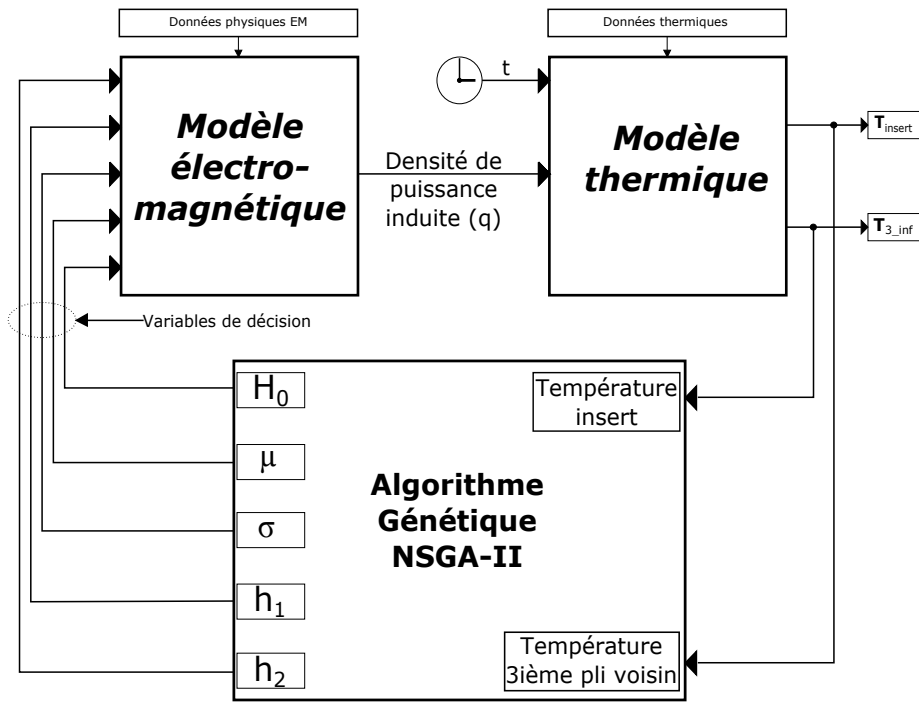 Données physiques EM
Données thermiques
t
Modèle
électro-
magnétique
Densité de
puissance
induite (q)
Modèle
thermique
T_insert
T_3_inf
Variables de décision
H_0
μ
σ
h_1
h_2
Algorithme
Génétique
NSGA-II
Température
insert
Température
3ième pli voisin